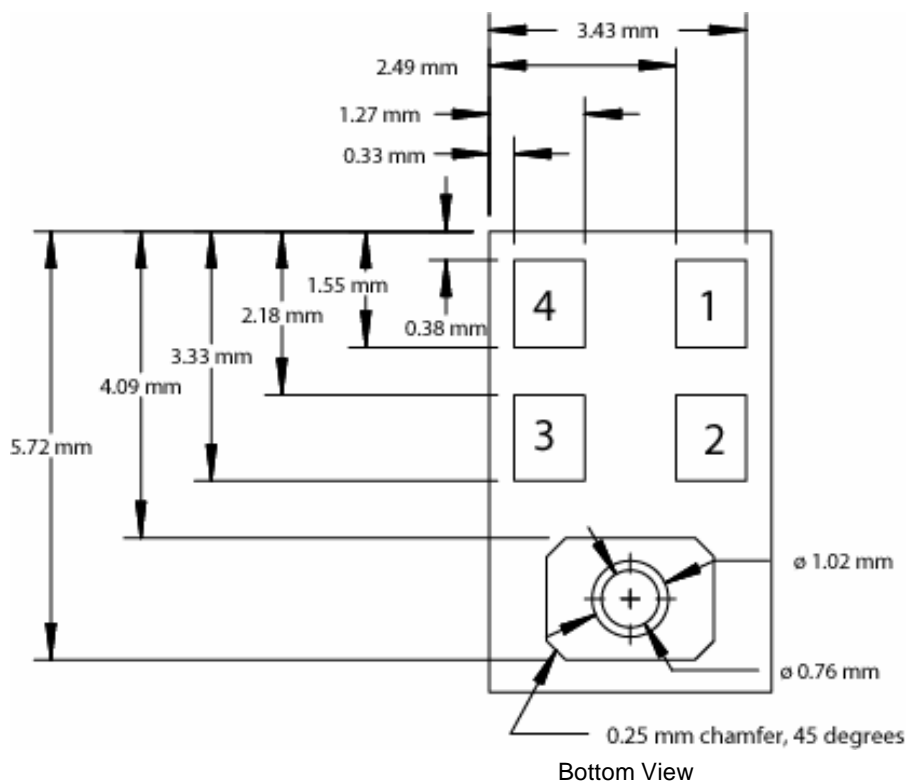 3.43 mm
2.49 mm
1.27 mm
0.33 mm
1.55 mm
0.38 mm
2.18 mm
3.33 mm
4.09 mm
5.72 mm
4
1
3
2
ø 1.02 mm
ø 0.76 mm
0.25 mm chamfer, 45 degrees
Bottom View